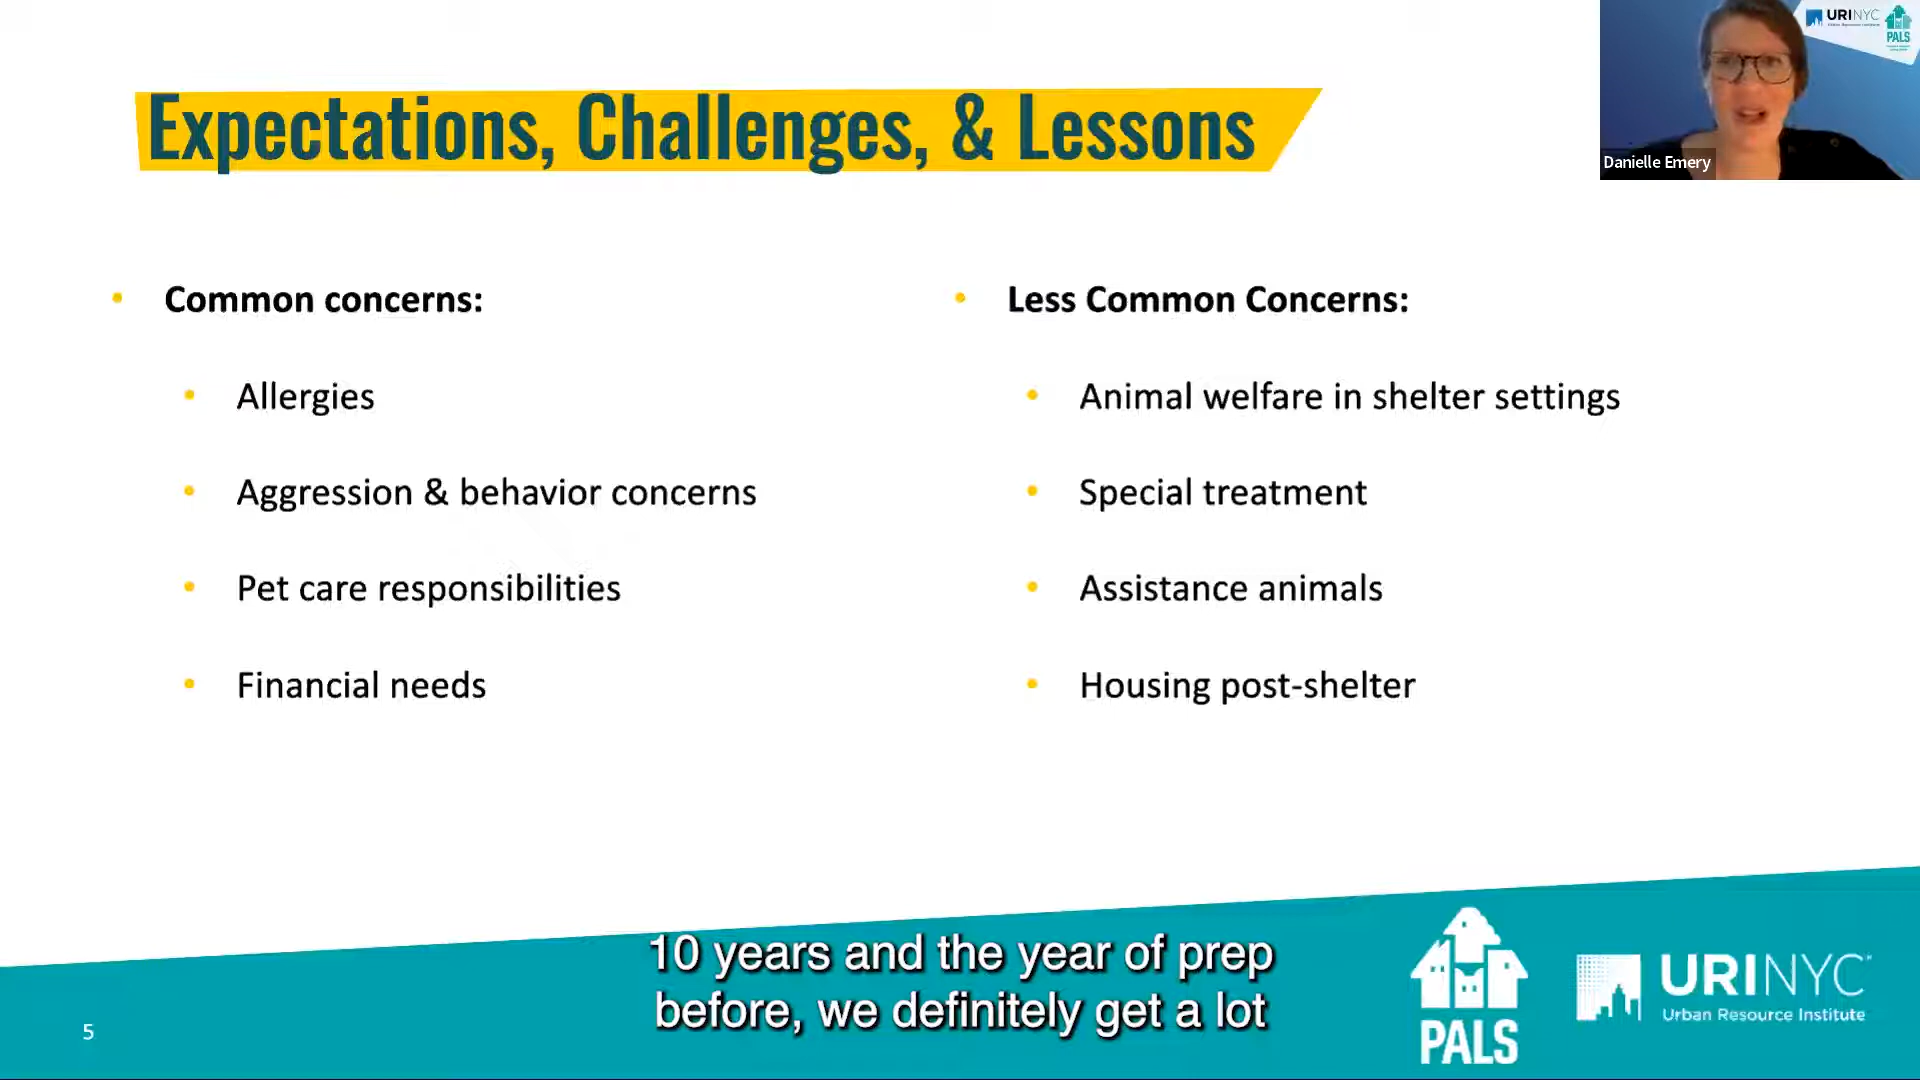 Expectations, Challenges, & Lessons
URINYC
PALS
Danielle Emery
Common concerns:
Allergies
Aggression & behavior concerns
Pet care responsibilities
Financial needs
Less Common Concerns:
Animal welfare in shelter settings
Special treatment
Assistance animals
Housing post-shelter
10 years and the year of prep
before, we definitely get a lot
5
PALS
URINYC
Urban Resource Institute